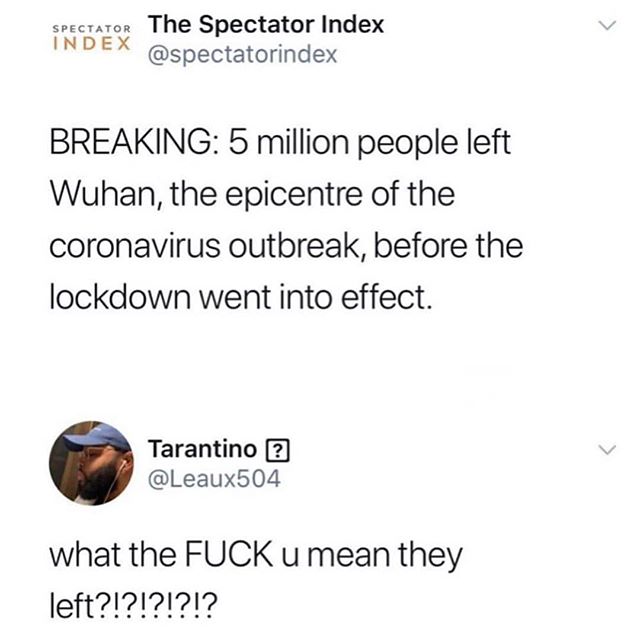 SPECTATOR
INDEX
The Spectator Index
@spectatorindex
BREAKING: 5 million people left
Wuhan, the epicentre of the
coronavirus outbreak, before the
lockdown went into effect.
Tarantino ?
@Leaux504
what the FUCK u mean they
left?!?!?!?!?